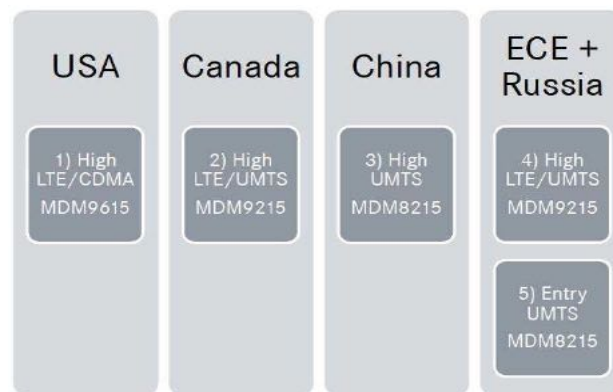 USA
1) High
LTE/CDMA
MDM9615
Canada
2) High
LTE/UMTS
MDM9215
China
3) High
UMTS
MDM8215
ECE +
Russia
4) High
LTE/UMTS
MDM9215
5) Entry
UMTS
MDM8215